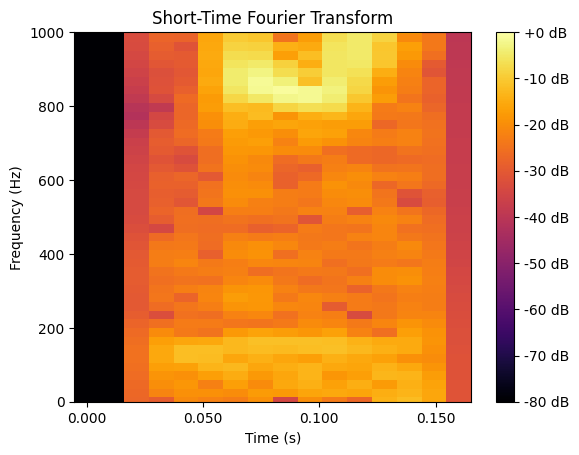 Short-Time Fourier Transform
1000
800
600
400
200
0
Frequency (Hz)
0.000
0.050
0.100
0.150
Time (s)
+0 dB
-10 dB
-20 dB
-30 dB
-40 dB
-50 dB
-60 dB
-70 dB
-80 dB